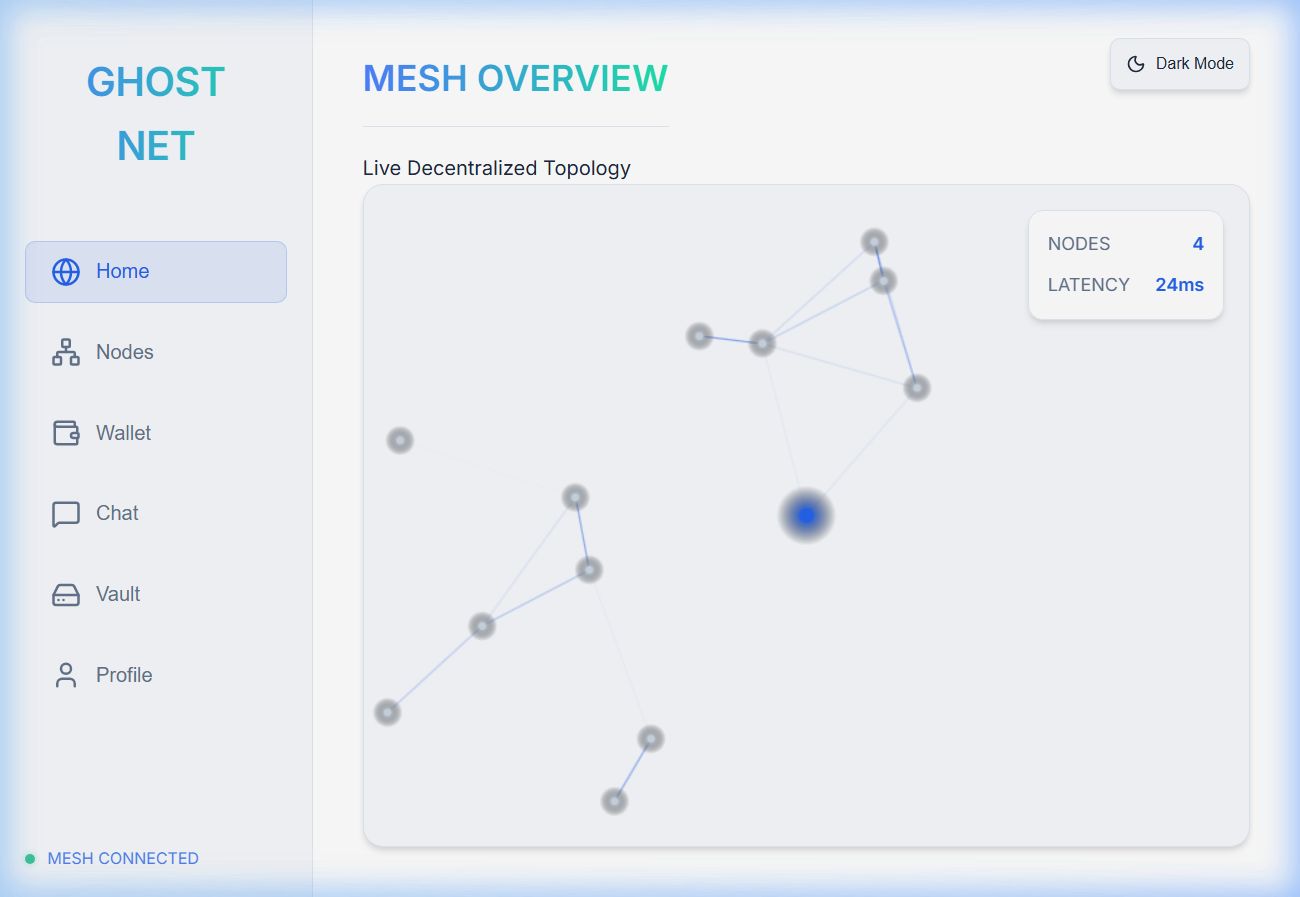 GHOST
NET
Home
Nodes
Wallet
Chat
Vault
Profile
MESH CONNECTED
MESH OVERVIEW
Dark Mode
Live Decentralized Topology
NODES 4
LATENCY 24ms